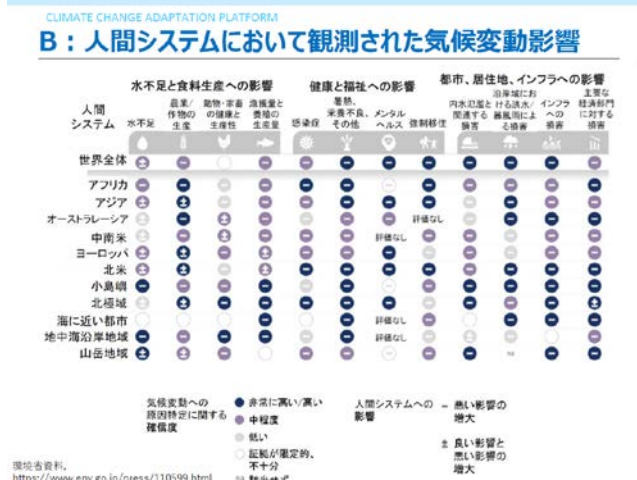 CLIMATE CHANGE ADAPTATION PLATFORM
B：人間システムにおいて観測された気候変動影響
水不足と食料生産への影響
健康と福祉への影響
都市、居住地、インフラへの影響
人間
システム
水不足
農業/
作物の
生産
動物・家畜
の健康と
生産性
漁獲量と
養殖の
生産量
感染症
暑熱、
栄養不良、
その他
メンタル
ヘルス
強制移住
内水氾濫と
関連する
損害
沿岸域にお
ける洪水/
暴風雨によ
る損害
インフラ
への
損害
主要な
経済部門
に対する
損害
世界全体
アフリカ
アジア
オーストラレーシア
評価なし
中南米
評価なし
ヨーロッパ
北米
小島嶼
北極域
海に近い都市
評価なし
地中海沿岸地域
評価なし
山岳地域
na
気候変動への
原因特定に関する
確信度
非常に高い/高い
中程度
低い
証拠が限定的、
不十分
人間システムへの
影響
− 悪い影響の
増大
± 良い影響と
悪い影響の
増大
環境省資料,
https://www.env.go.jp/press/110599.html